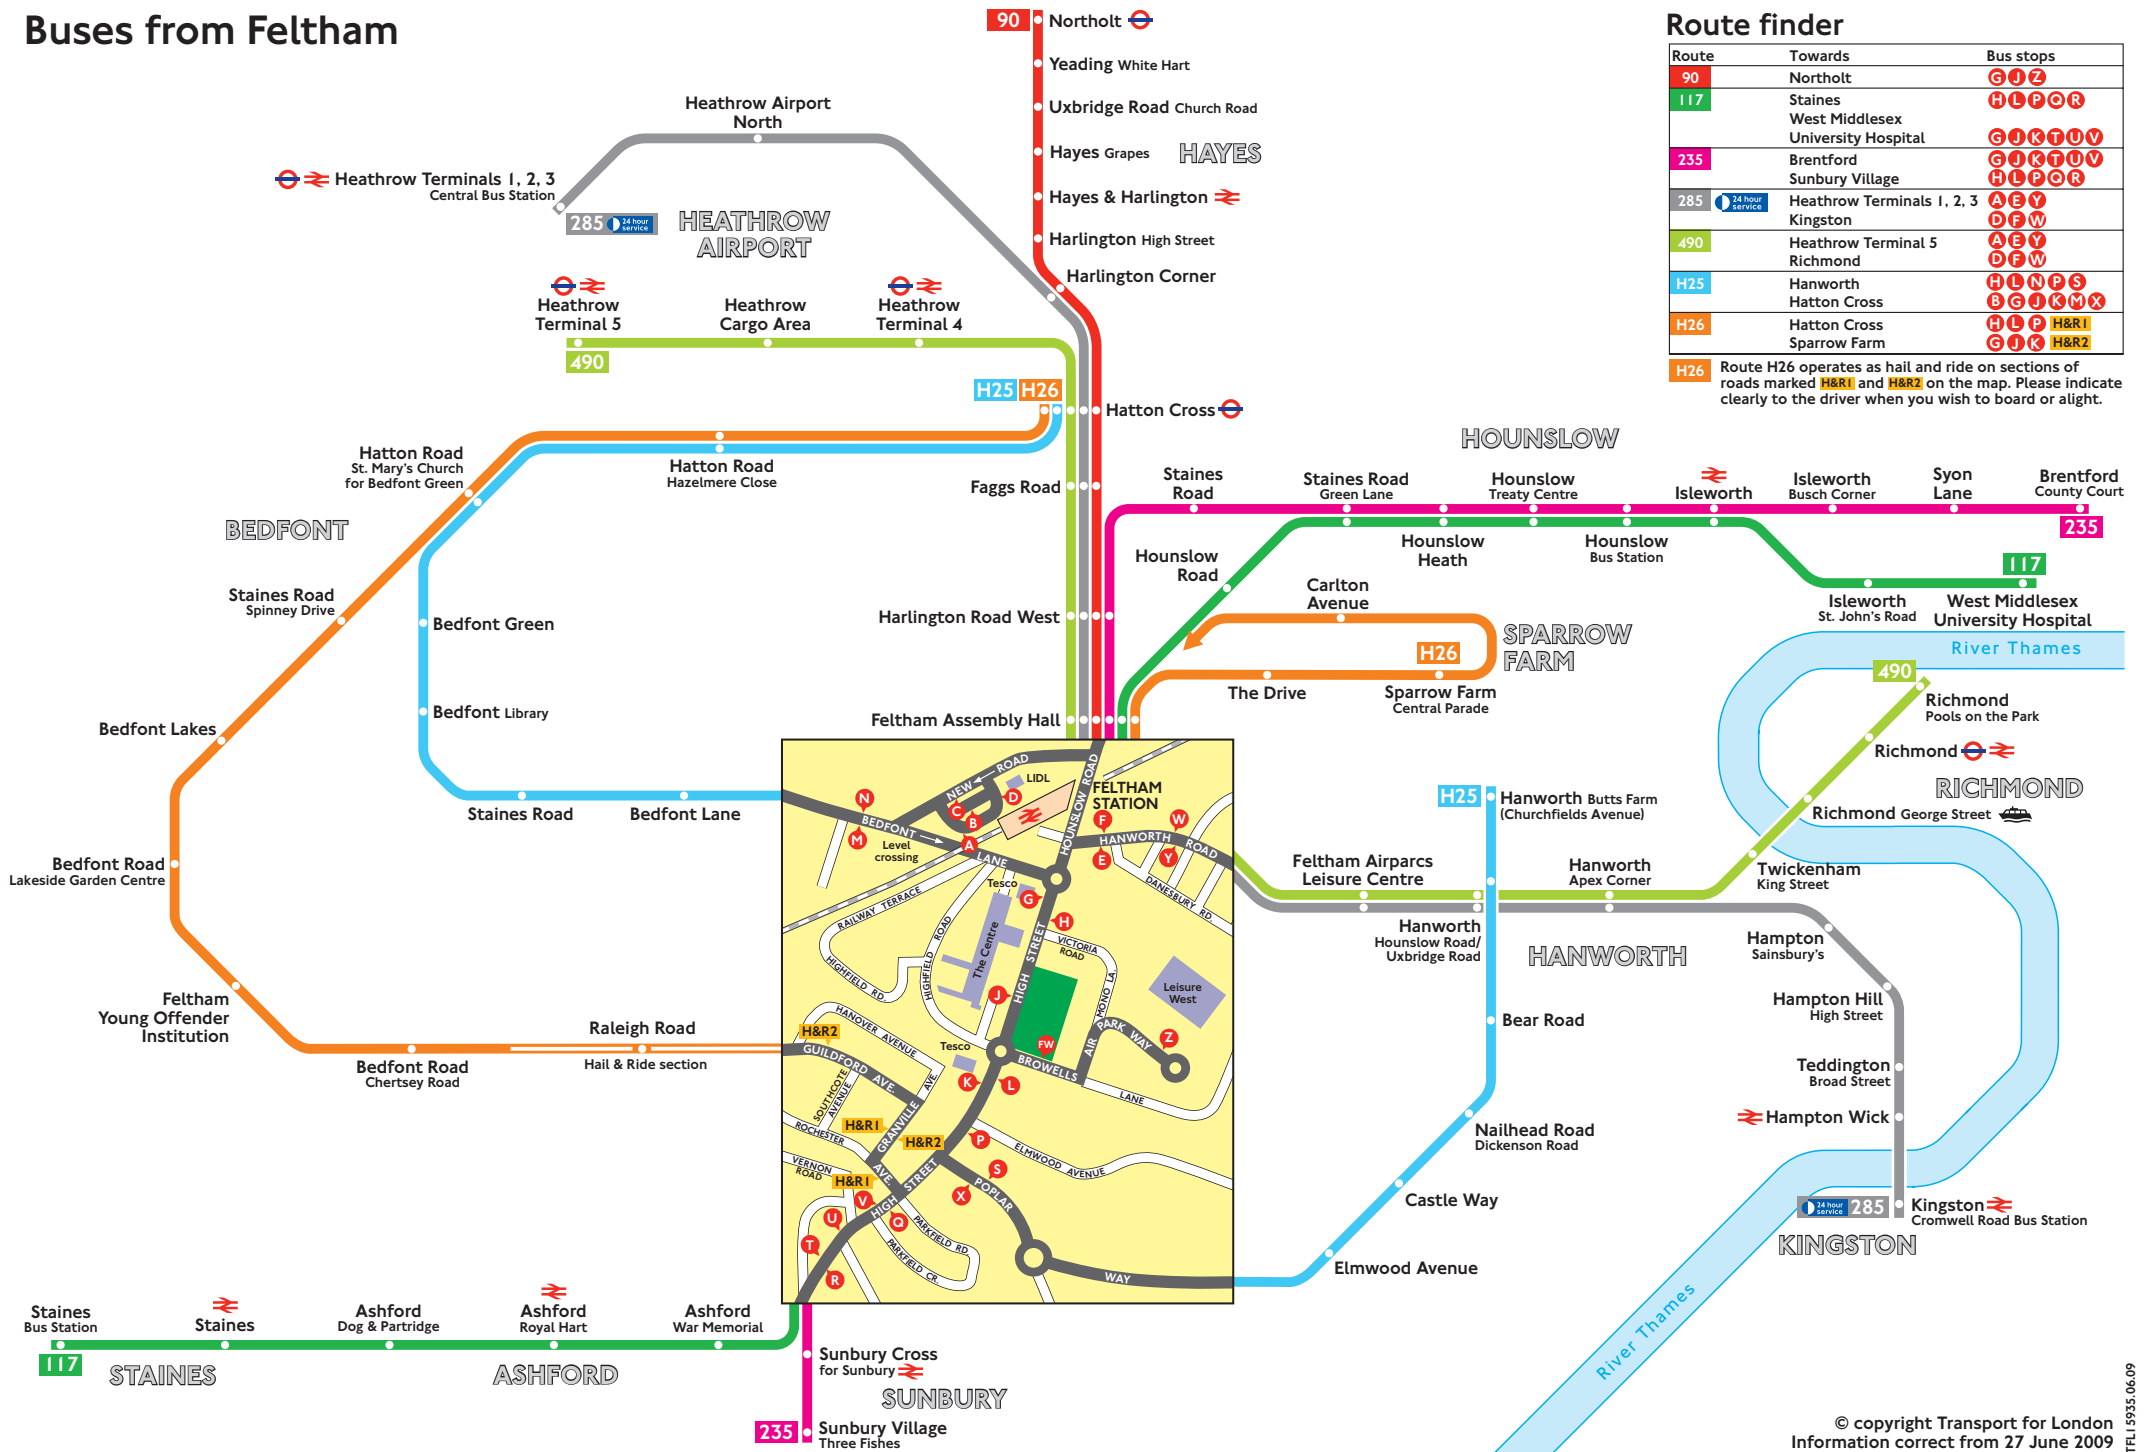 Buses from Feltham
90
Northolt
Yeading White Hart
Uxbridge Road Church Road
Hayes Grapes
HAYES
Hayes & Harlington
Harlington High Street
Harlington Corner
Heathrow Airport
North
Heathrow Terminals 1, 2, 3
Central Bus Station
285 24 hour
service
HEATHROW
AIRPORT
Heathrow
Terminal 5
Heathrow
Cargo Area
Heathrow
Terminal 4
490
H25 H26
Hatton Cross
Hatton Road
St. Mary's Church
for Bedfont Green
Hatton Road
Hazelmere Close
Faggs Road
BEDFONT
Staines Road
Spinney Drive
Bedfont Green
Harlington Road West
Bedfont Library
Bedfont Lakes
Feltham Assembly Hall
Staines Road
Bedfont Lane
Bedfont Road
Lakeside Garden Centre
Feltham
Young Offender
Institution
Bedfont Road
Chertsey Road
Raleigh Road
Hail & Ride section
Route finder
Route Towards Bus stops
90 Northolt G J Z
117 Staines H L P Q R
West Middlesex
University Hospital G J K T U V
235 Brentford G J K T U V
Sunbury Village H L P Q R
285 24 hour
service Heathrow Terminals 1, 2, 3 A E Y
Kingston D F W
490 Heathrow Terminal 5 A E Y
Richmond D F W
H25 Hanworth H L N P S
Hatton Cross B G J K M X
H26 Hatton Cross H L P H&R1
Sparrow Farm G J K H&R2
H26 Route H26 operates as hail and ride on sections of
roads marked H&R1 and H&R2 on the map. Please indicate
clearly to the driver when you wish to board or alight.
HOUNSLOW
Staines
Road
Staines Road
Green Lane
Hounslow
Treaty Centre
Isleworth
Isleworth
Busch Corner
Syon
Lane
Brentford
County Court
235
Hounslow
Road
Hounslow
Heath
Hounslow
Bus Station
117
Isleworth
St. John's Road
West Middlesex
University Hospital
Carlton
Avenue
SPARROW
FARM
H26
The Drive
Sparrow Farm
Central Parade
River Thames
490
Richmond
Pools on the Park
Richmond
RICHMOND
Richmond George Street
Twickenham
King Street
H25
Hanworth Butts Farm
(Churchfields Avenue)
Feltham Airparcs
Leisure Centre
Hanworth
Apex Corner
Hanworth
Hounslow Road/
Uxbridge Road
HANWORTH
Hampton
Sainsbury's
Hampton Hill
High Street
Teddington
Broad Street
Hampton Wick
24 hour
service 285
Kingston
Cromwell Road Bus Station
KINGSTON
River Thames
Bear Road
Nailhead Road
Dickenson Road
Castle Way
Elmwood Avenue
NEW ROAD
LIDL
FELTHAM
STATION
HOUNSLOW ROAD
N
C
B
D
M
A
F
W
E
Y
BEDFONT LANE
Level
crossing
HANWORTH ROAD
DANESBURY RD.
Tesco
G
H
RAILWAY TERRACE
HIGHFIELD ROAD
The Centre
HIGH STREET
VICTORIA
ROAD
HIGHFIELD RD.
MONO LA.
Leisure
West
J
HANOVER AVENUE
H&R2
GUILDFORD AVE.
Tesco
FW
AIR PARK WAY
Z
BROWELLS
LANE
K
L
SOUTHCOTE
AVENUE
GRANVILLE AVE.
AVE.
ROCHESTER
H&R1
H&R2
P
ELMWOOD AVENUE
VERNON
ROAD
H&R1
HIGH STREET
S
X
POPLAR
V
U
Q
T
R
PARKFIELD RD
PARKFIELD CR.
WAY
Staines
Bus Station
Staines
Ashford
Dog & Partridge
Ashford
Royal Hart
Ashford
War Memorial
117
STAINES
ASHFORD
Sunbury Cross
for Sunbury
SUNBURY
235
Sunbury Village
Three Fishes
© copyright Transport for London
Information correct from 27 June 2009
TFL15935.06.09